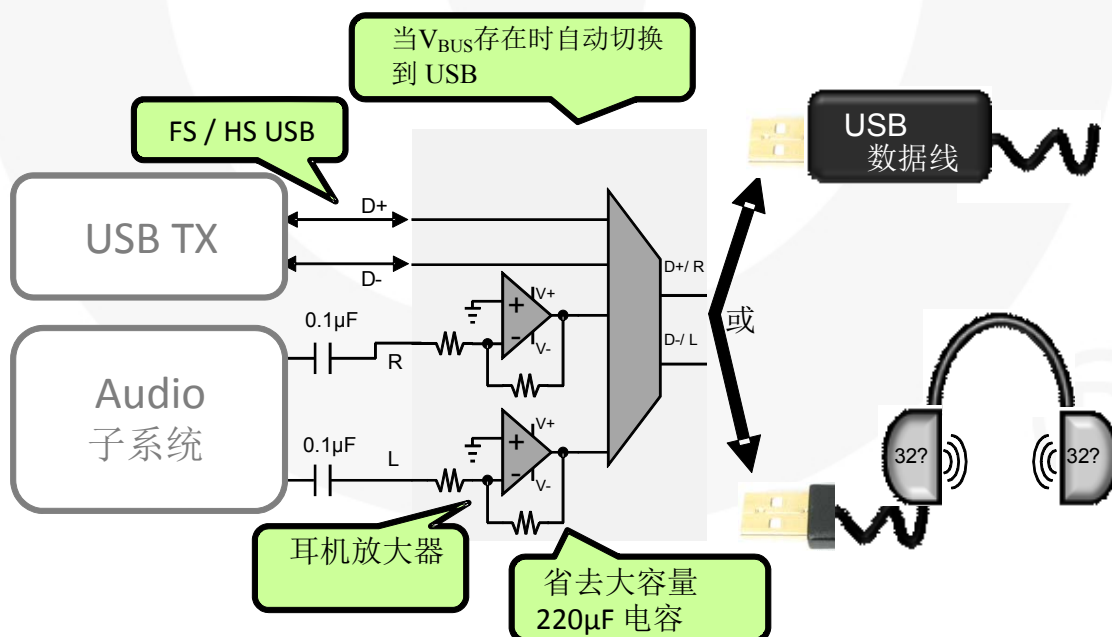 当V_BUS存在时自动切换
到 USB
FS / HS USB
USB
数据线
USB TX
D+
D-
D+/ R
D-/ L
或
V+
+
-
V-
0.1µF
R
Audio
子系统
0.1µF
L
V+
+
-
V-
32?
32?
耳机放大器
省去大容量
220µF 电容